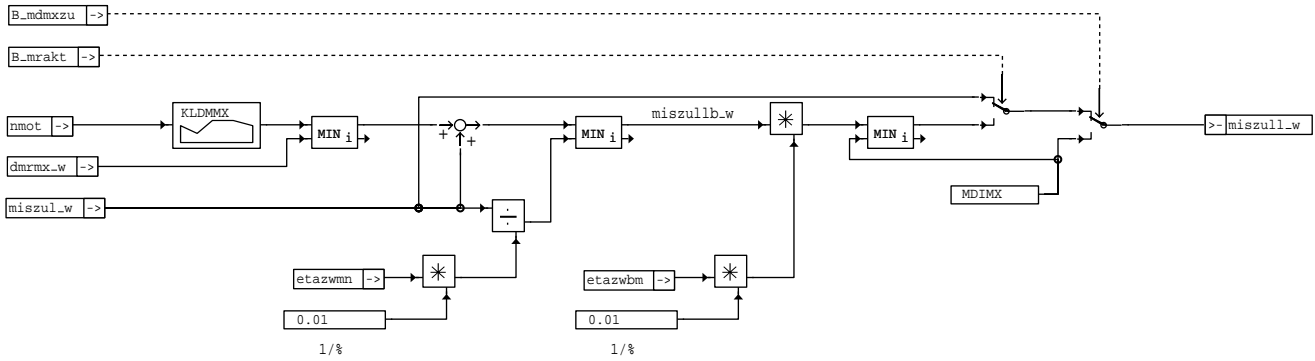 B_mdmxzu ->
B_mrakt ->
KLDMMX
nmot ->
MIN i
+ +
MIN i
miszullb_w
*
MIN i
>- miszull_w
dmrmx_w ->
miszul_w ->
÷
MDIMX
etazwmn ->
*
etazwbm ->
*
0.01
0.01
1/%
1/%